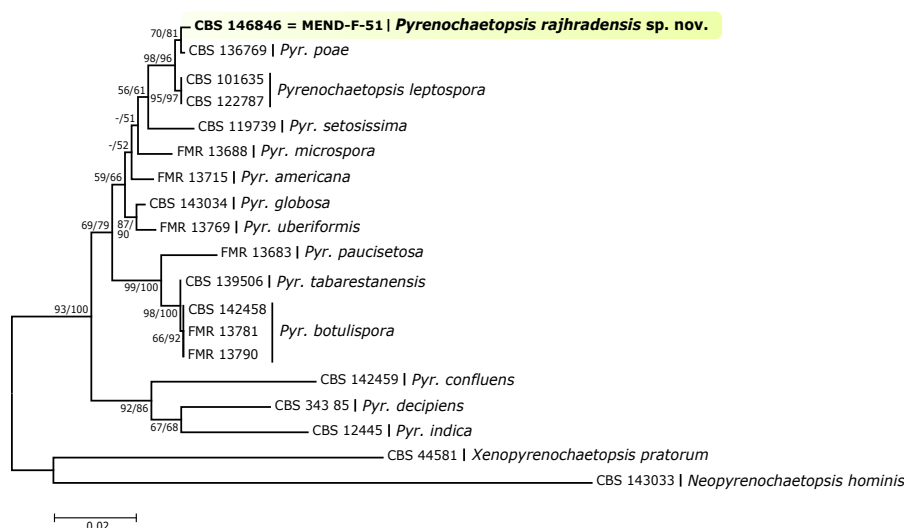 CBS 146846 = MEND-F-51 | Pyrenochaetopsis rajhradensis sp. nov.
70/81
CBS 136769 | Pyr. poae
98/96
CBS 101635
Pyrenochaetopsis leptospora
CBS 122787
56/61
95/97
CBS 119739 | Pyr. setosissima
-/51
FMR 13688 | Pyr. microspora
-/52
FMR 13715 | Pyr. americana
59/66
CBS 143034 | Pyr. globosa
87/
90
69/79
FMR 13769 | Pyr. uberiformis
FMR 13683 | Pyr. paucisetosa
99/100
CBS 139506 | Pyr. tabarestanensis
93/100
98/100
CBS 142458
FMR 13781
Pyr. botulispora
66/92
FMR 13790
CBS 142459 | Pyr. confluens
92/86
CBS 343 85 | Pyr. decipiens
67/68
CBS 12445 | Pyr. indica
CBS 44581 | Xenopyrenochaetopsis pratorum
CBS 143033 | Neopyrenochaetopsis hominis
0.02